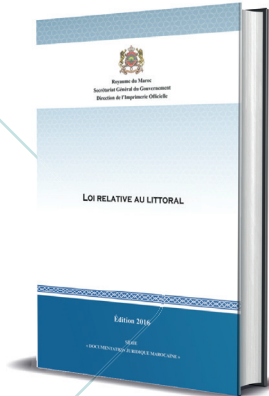 Royaume du Maroc
Secrétariat Général du Gouvernement
Direction de l'Imprimerie Officielle
LOI RELATIVE AU LITTORAL
Édition 2016
SÉRIE
« DOCUMENTATION JURIDIQUE MAROCAINE »